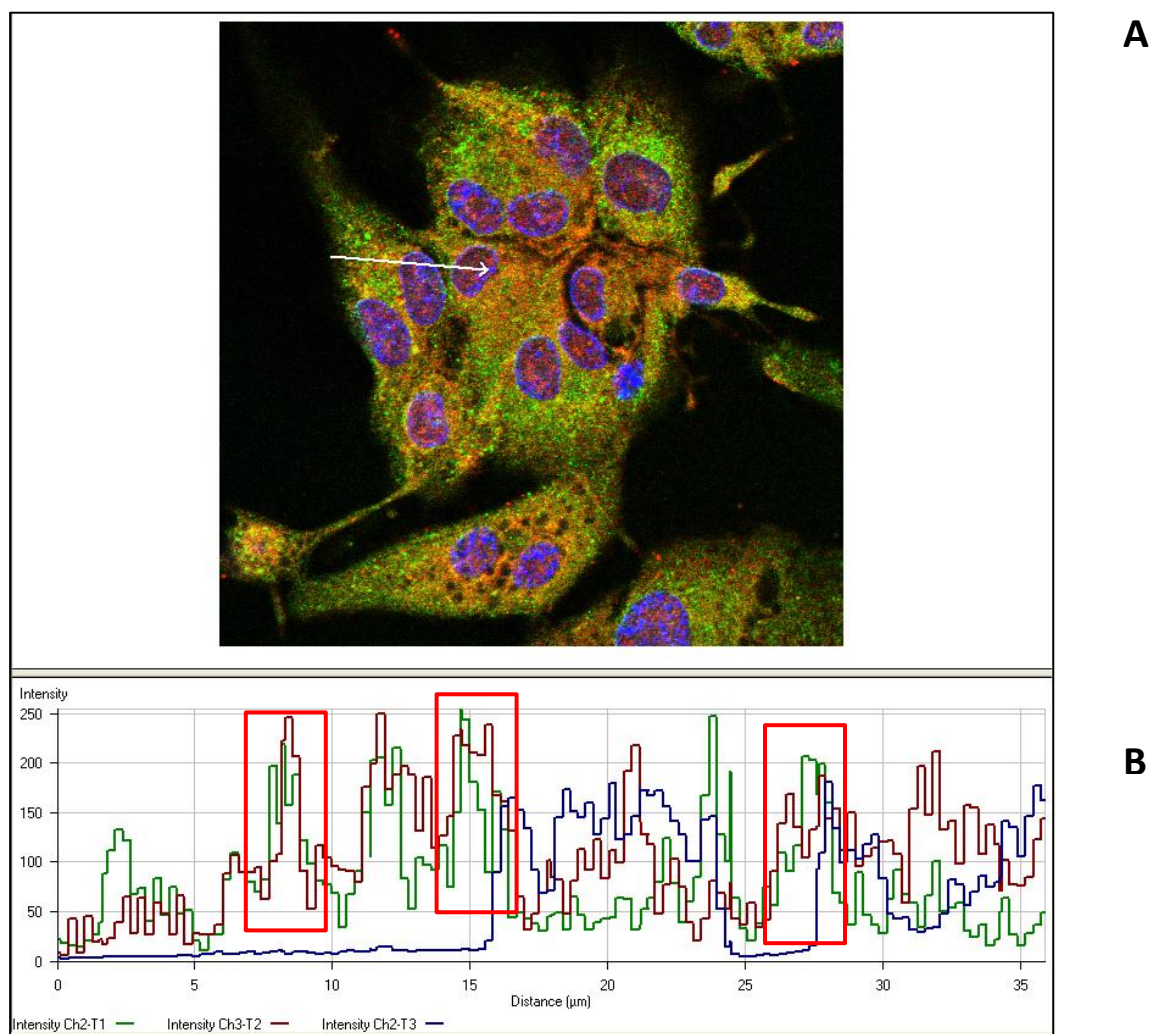 A
Intensity
250
200
150
100
50
0
0 5 10 15 20 25 30 35
Distance (µm)
Intensity Ch2-T1 Intensity Ch3-T2 Intensity Ch2-T3
B